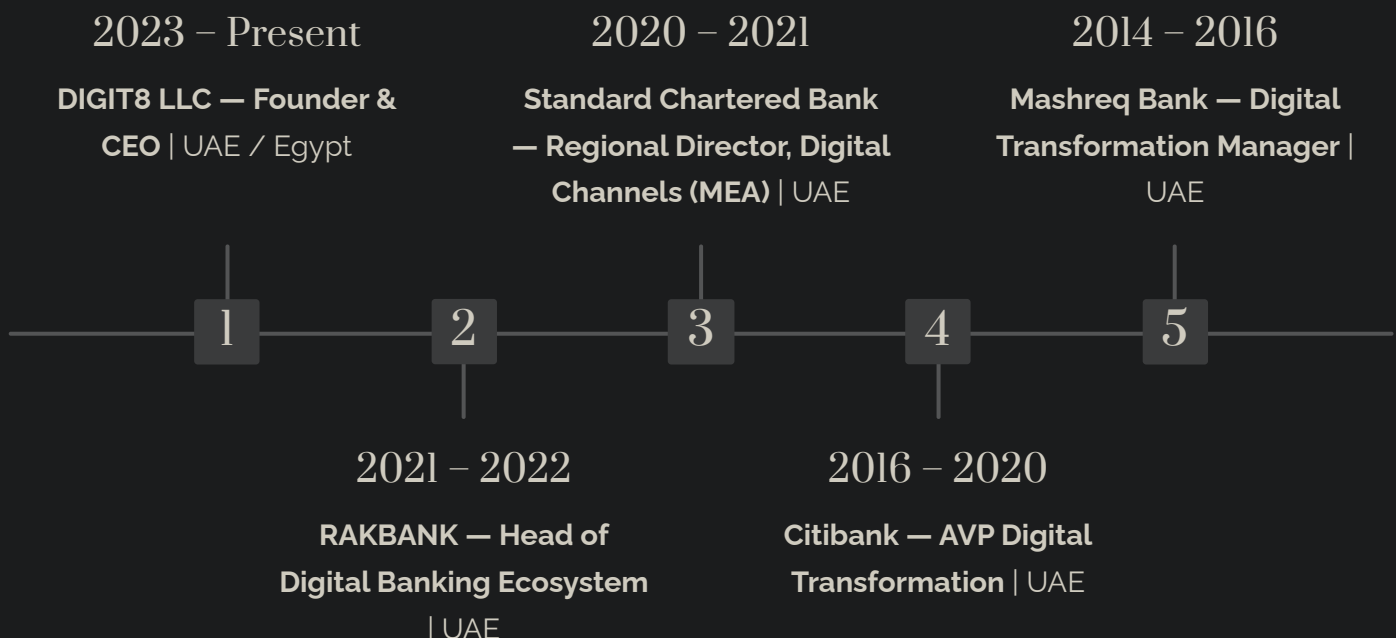 2023 – Present
DIGIT8 LLC — Founder &
CEO | UAE / Egypt
2020 – 2021
Standard Chartered Bank
— Regional Director, Digital
Channels (MEA) | UAE
2014 – 2016
Mashreq Bank — Digital
Transformation Manager |
UAE
1
2
3
4
5
2021 – 2022
RAKBANK — Head of
Digital Banking Ecosystem
| UAE
2016 – 2020
Citibank — AVP Digital
Transformation | UAE